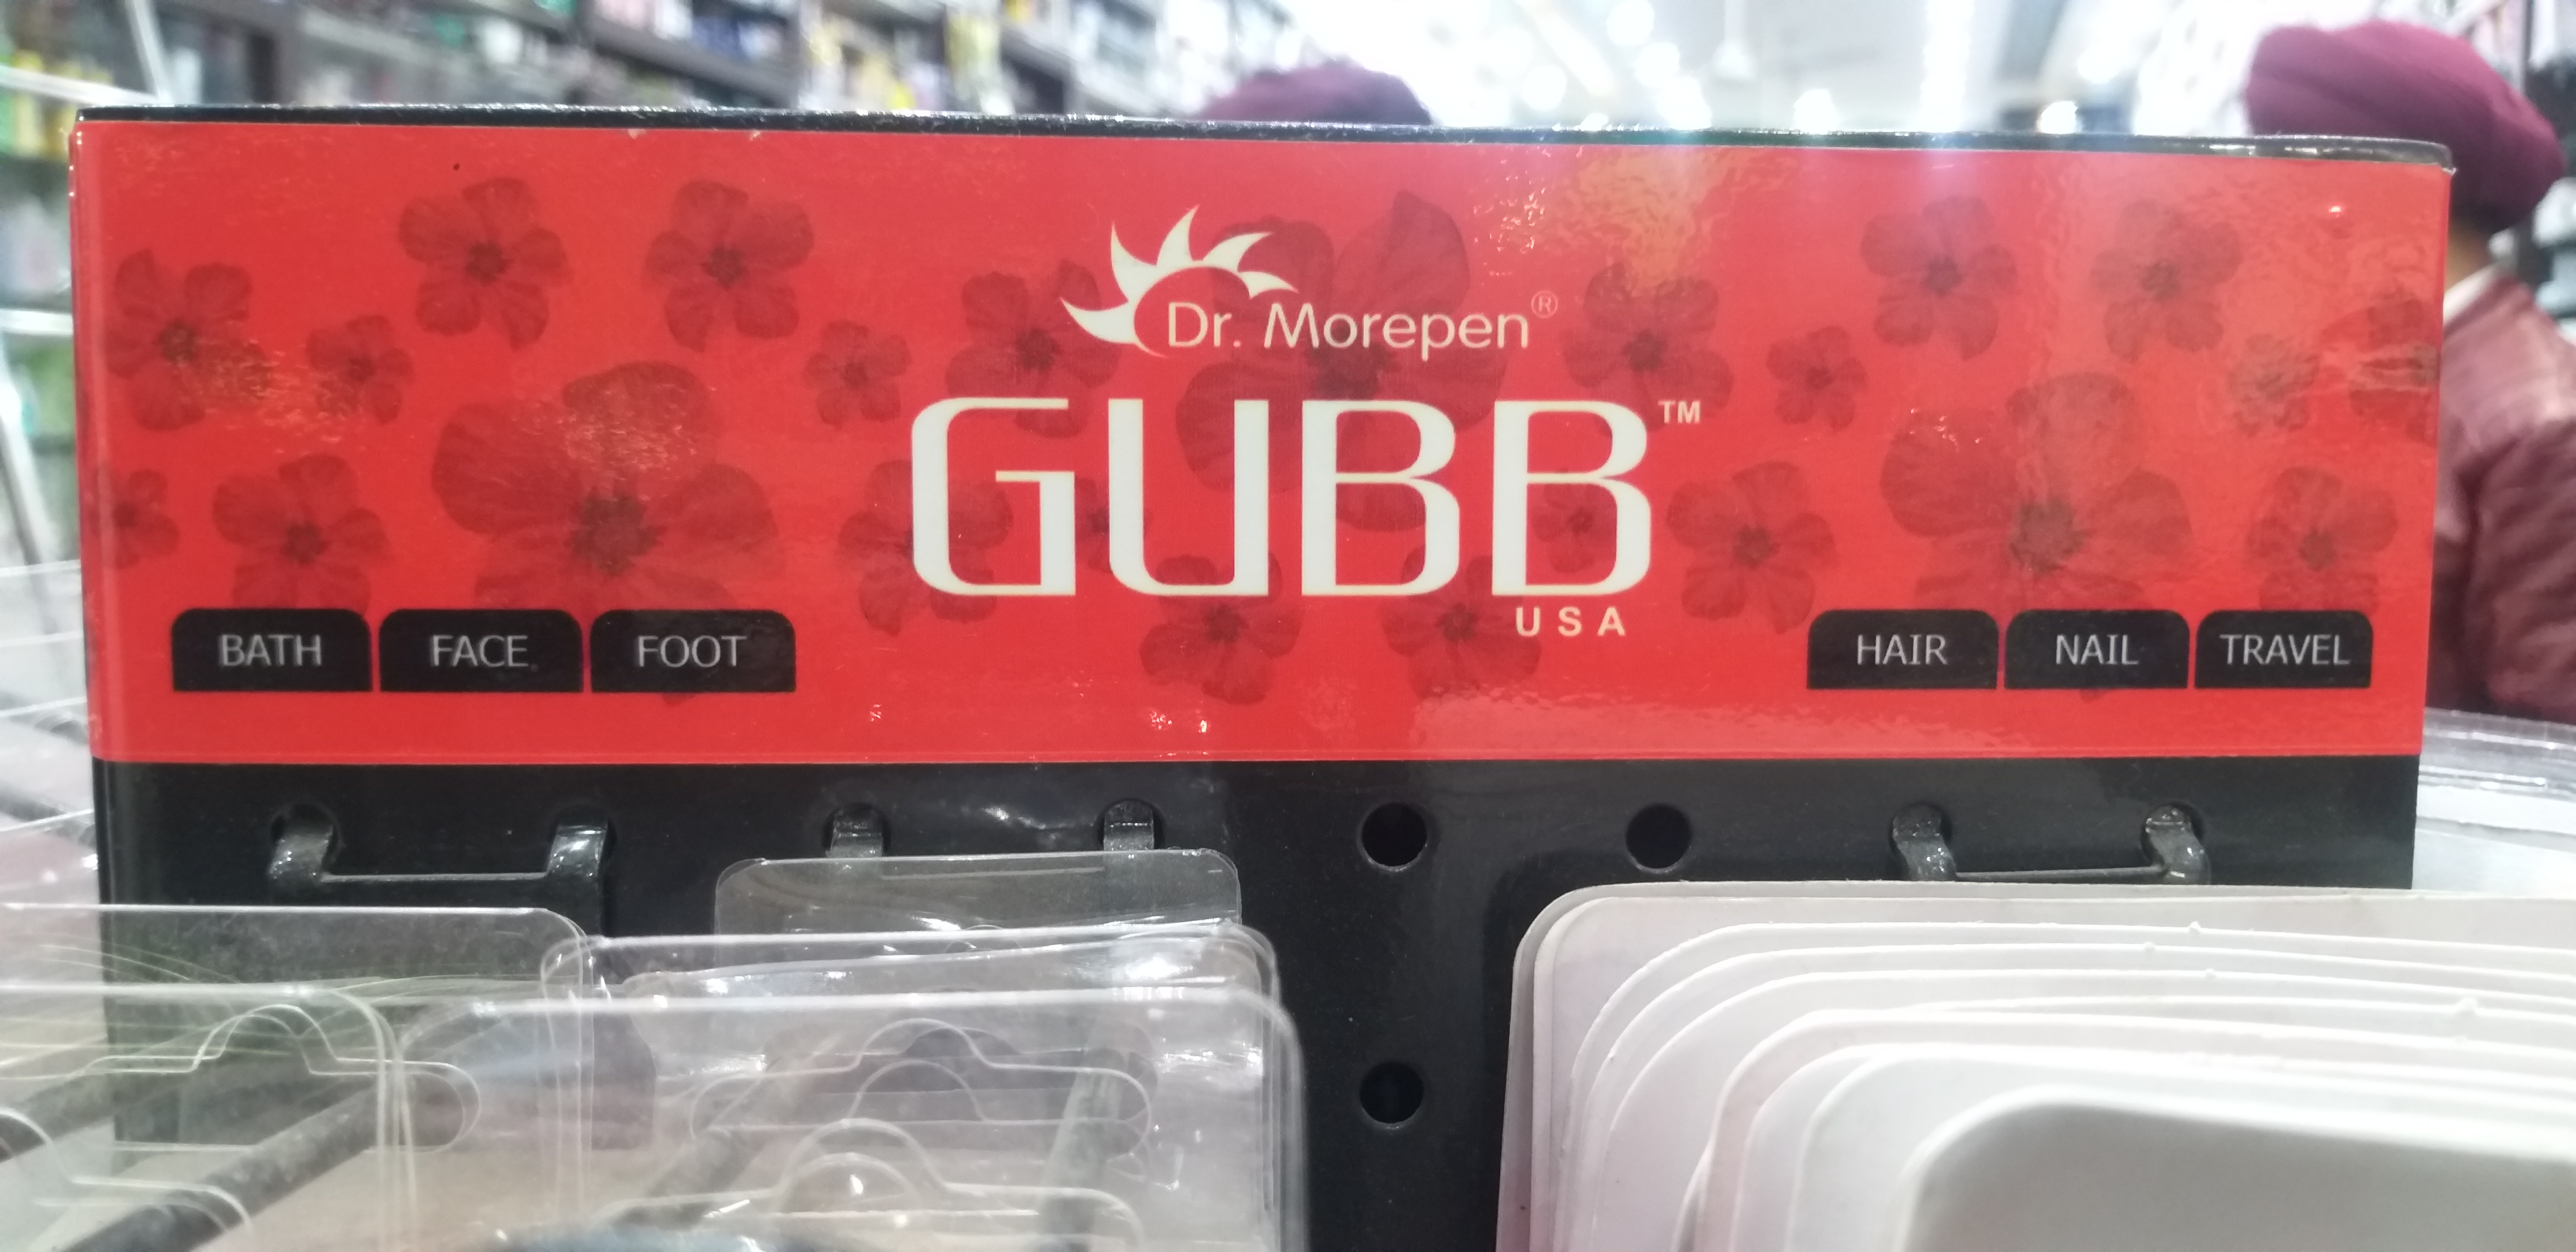 Dr. Morepen®
GUBB™
USA
BATH FACE FOOT
HAIR NAIL TRAVEL